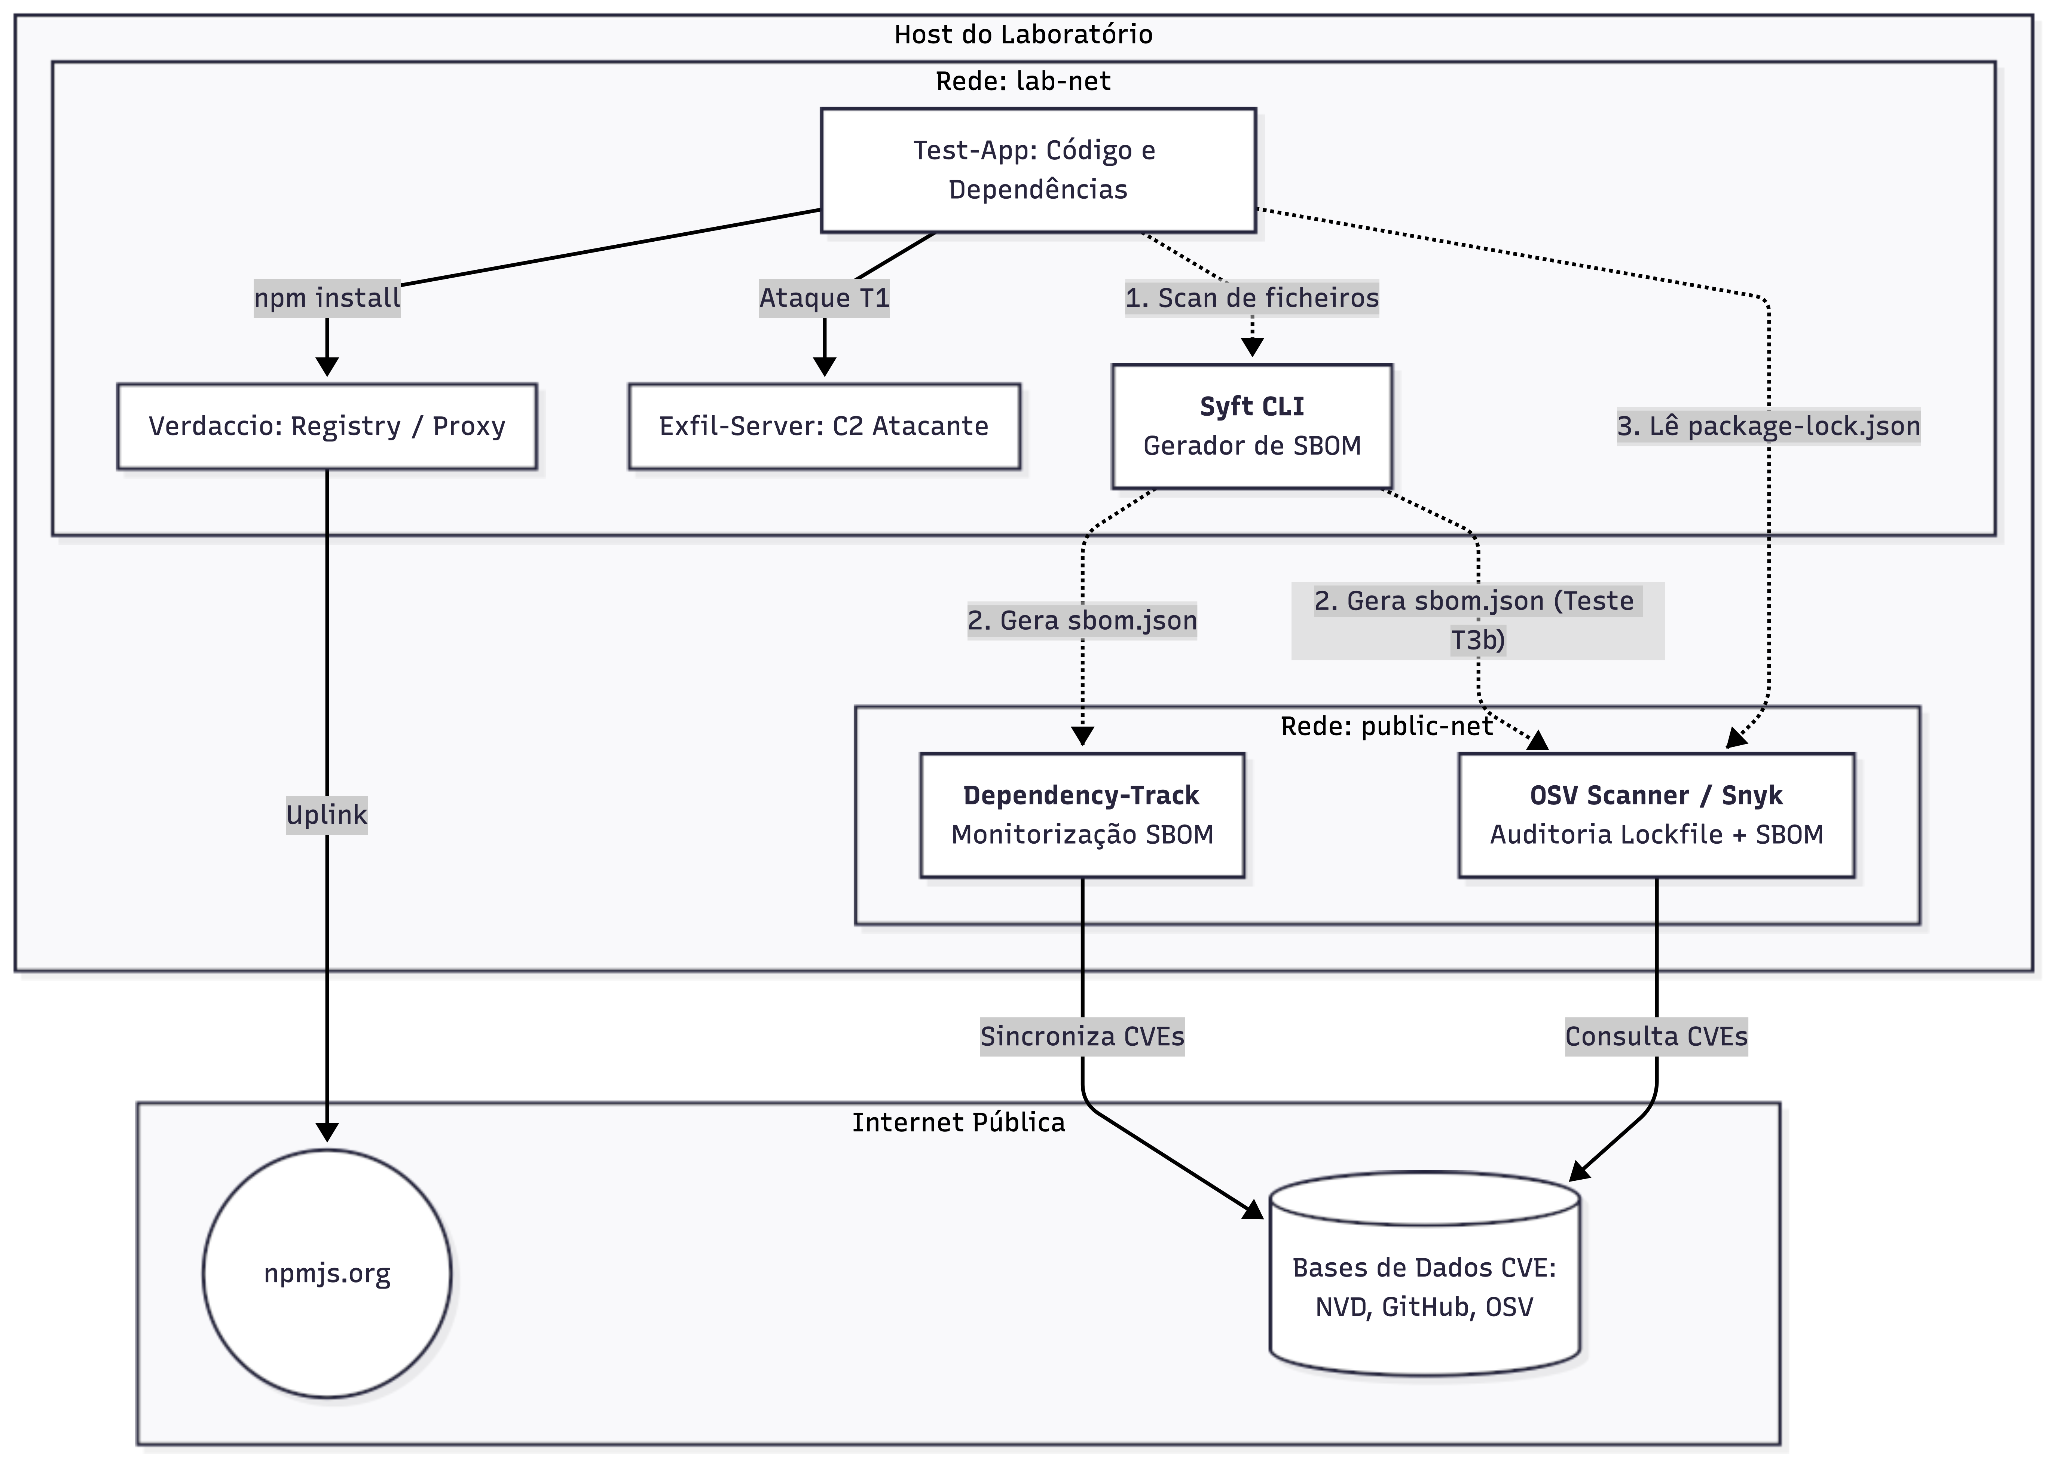 Host do Laboratório
Rede: lab-net
Test-App: Código e
Dependências
npm install
Ataque T1
1. Scan de ficheiros
Verdaccio: Registry / Proxy
Exfil-Server: C2 Atacante
Syft CLI
Gerador de SBOM
3. Lê package-lock.json
2. Gera sbom.json
2. Gera sbom.json (Teste
T3b)
Rede: public-net
Dependency-Track
Monitorização SBOM
OSV Scanner / Snyk
Auditoria Lockfile + SBOM
Uplink
Sincroniza CVEs
Consulta CVEs
Internet Pública
npmjs.org
Bases de Dados CVE:
NVD, GitHub, OSV